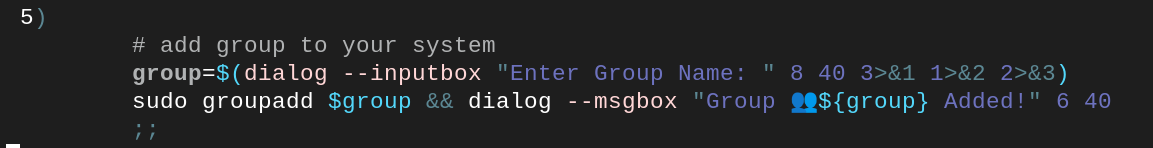 5)
# add group to your system
group=$(dialog --inputbox "Enter Group Name: " 8 40 3>&1 1>&2 2>&3)
sudo groupadd $group && dialog --msgbox "Group 👥${group} Added!" 6 40
;;